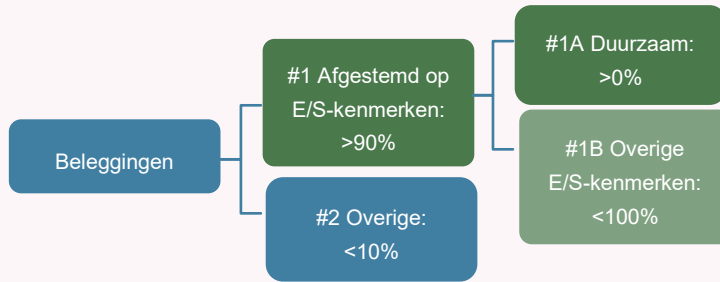 Beleggingen
#1 Afgestemd op
E/S-kenmerken:
>90%
#2 Overige:
<10%
#1A Duurzaam:
>0%
#1B Overige
E/S-kenmerken:
<100%